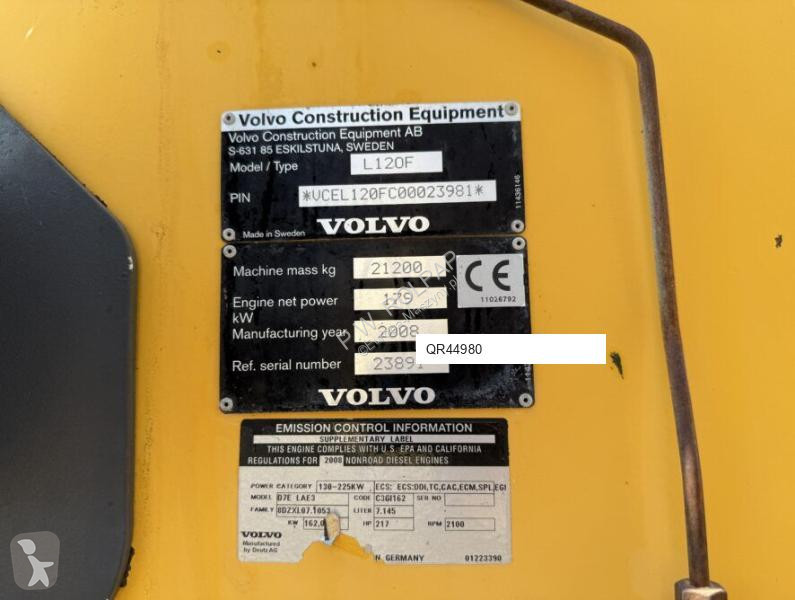 Volvo Construction Equipment
Volvo Construction Equipment AB
S-631 85 ESKILSTUNA, SWEDEN
Model / Type L120F
PIN *VCEL120FC00023981*
Made in Sweden VOLVO
11436146
Machine mass kg 21200
Engine net power kW 179
Manufacturing year 2008
Ref. serial number 23891
CE
11026792
VOLVO
QR44980
P.W. POLPAP
EMISSION CONTROL INFORMATION
SUPPLEMENTARY LABEL
THIS ENGINE COMPLIES WITH U.S. EPA AND CALIFORNIA
REGULATIONS FOR 2008 NONROAD DIESEL ENGINES
POWER CATEGORY 130-225KW ECS: ECS:DDI,TC,CAC,ECM,SPL,EGI
MODEL D7E LAE3 CODE C3GI162 SER NO
FAMILY 8DZXL07.1053 LITER 7.145
KW 162,0 HP 217 RPM 2100
VOLVO
Manufactured
by Deutz AG
N GERMANY 01223390